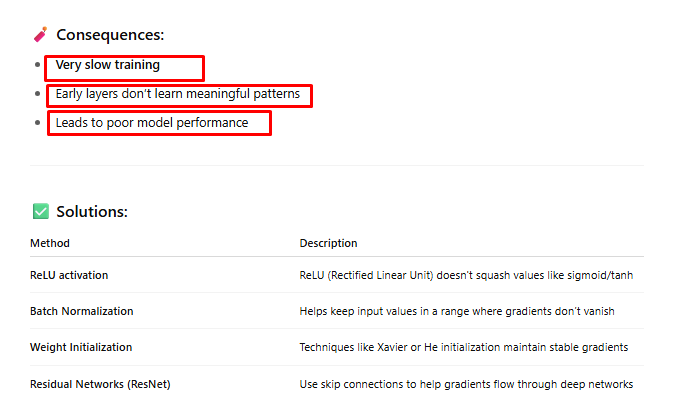 Consequences:
Very slow training
Early layers don't learn meaningful patterns
Leads to poor model performance
Solutions:
Method Description
ReLU activation ReLU (Rectified Linear Unit) doesn't squash values like sigmoid/tanh
Batch Normalization Helps keep input values in a range where gradients don't vanish
Weight Initialization Techniques like Xavier or He initialization maintain stable gradients
Residual Networks (ResNet) Use skip connections to help gradients flow through deep networks